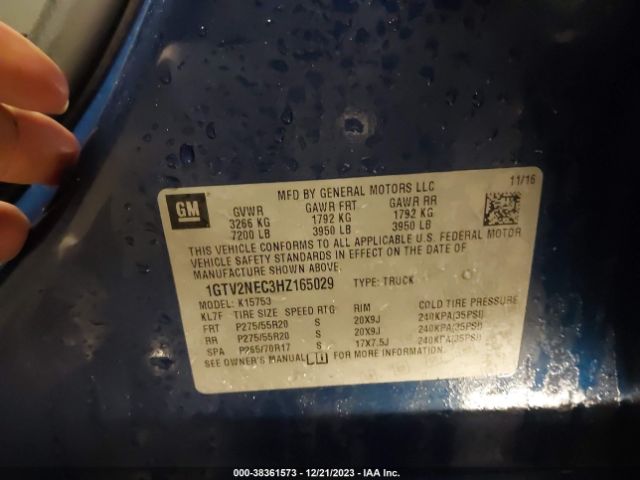 MFD BY GENERAL MOTORS LLC 11/16
GM GVWR GAWR FRT GAWR RR
3266 KG 1792 KG 1792 KG
7200 LB 3950 LB 3950 LB
THIS VEHICLE CONFORMS TO ALL APPLICABLE U.S. FEDERAL MOTOR
VEHICLE SAFETY STANDARDS IN EFFECT ON THE DATE OF
MANUFACTURE SHOWN ABOVE.
1GTV2NEC3HZ165029 TYPE: TRUCK
MODEL: K15753
KL7F TIRE SIZE SPEED RTG RIM COLD TIRE PRESSURE
FRT P275/55R20 S 20X9J 240KPA(35PSI)
RR P275/55R20 S 20X9J 240KPA(35PSI)
SPA P265/70R17 S 17X7.5J 240KPA(35PSI)
SEE OWNER'S MANUAL FOR MORE INFORMATION.
000-38361573 - 12/21/2023 - IAA Inc.